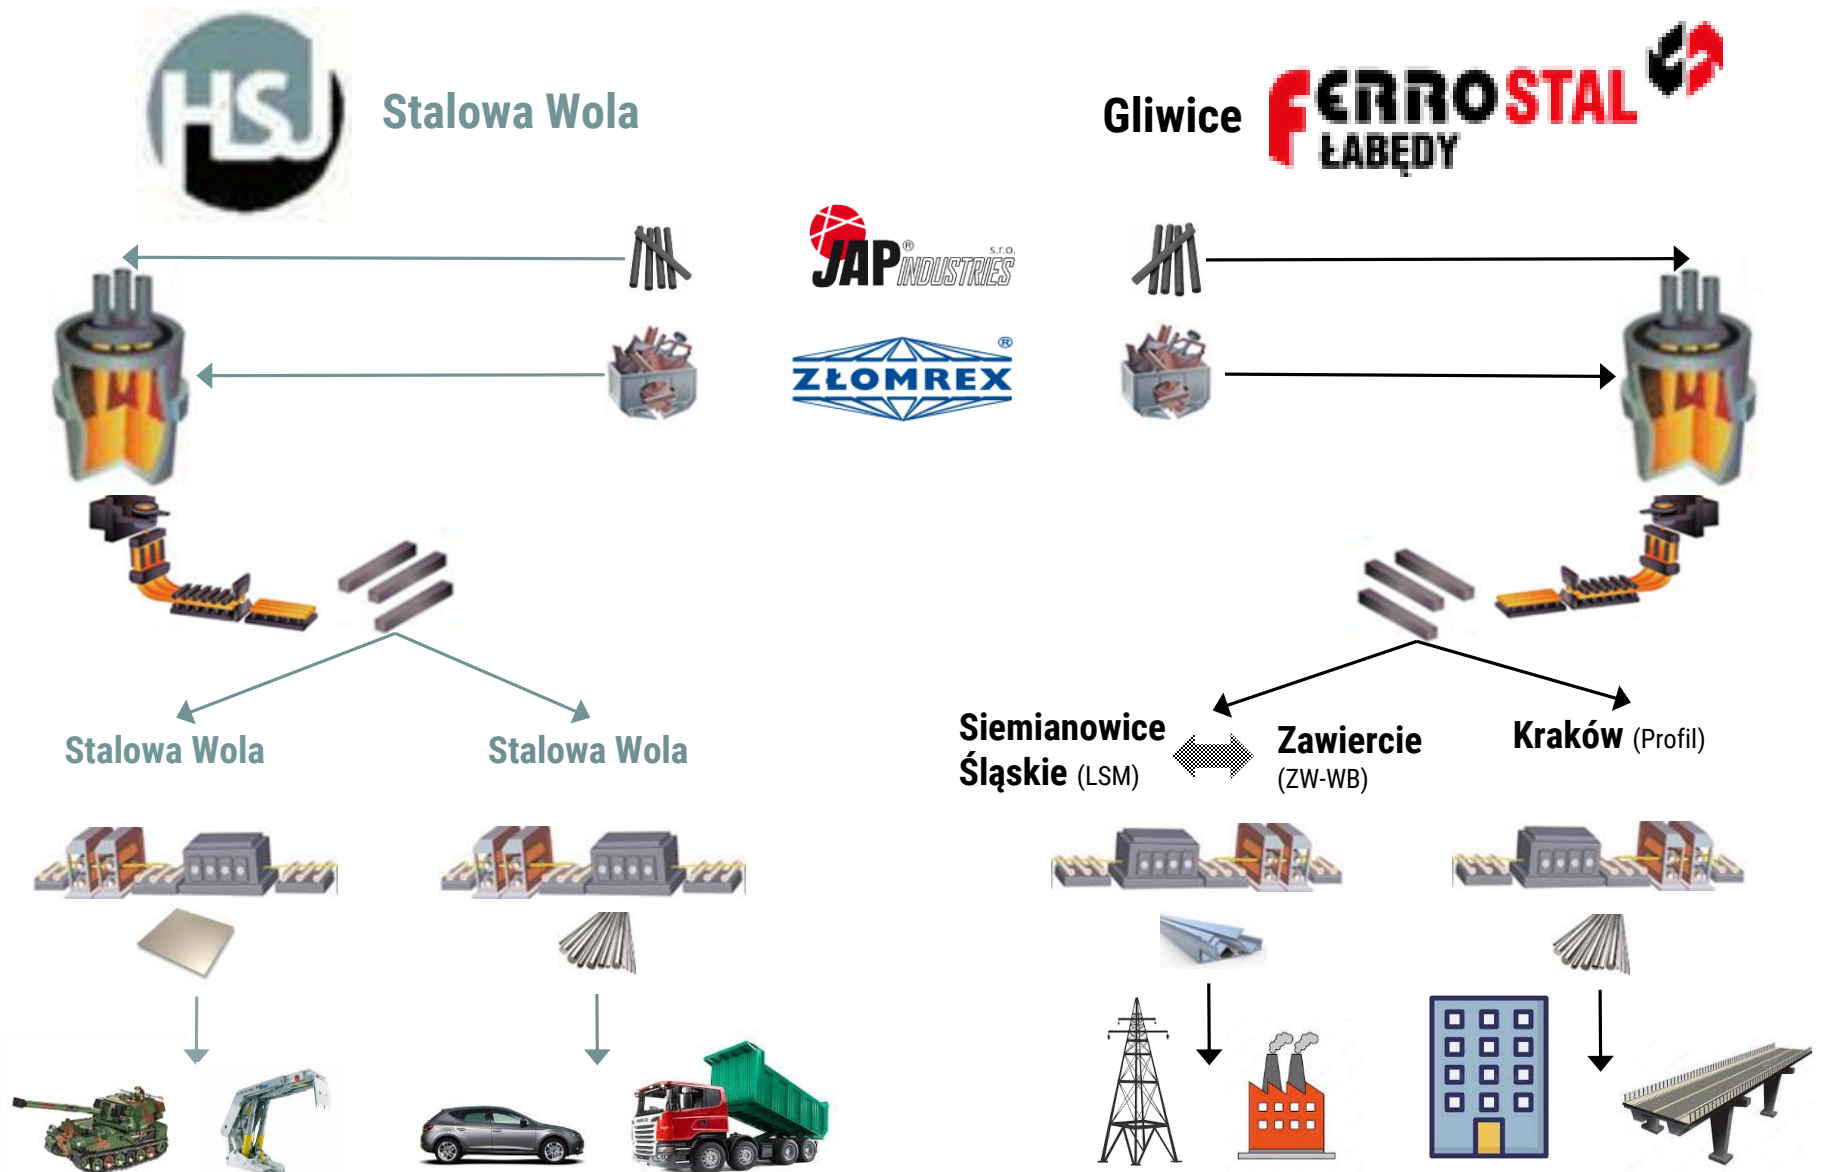 HSJ
Stalowa Wola
Gliwice
FERROSTAL
ŁABĘDY
JAP® INDUSTRIES s.r.o.
ZŁOMREX®
Stalowa Wola
Stalowa Wola
Siemianowice
Śląskie (LSM)
Zawiercie
(ZW-WB)
Kraków (Profil)